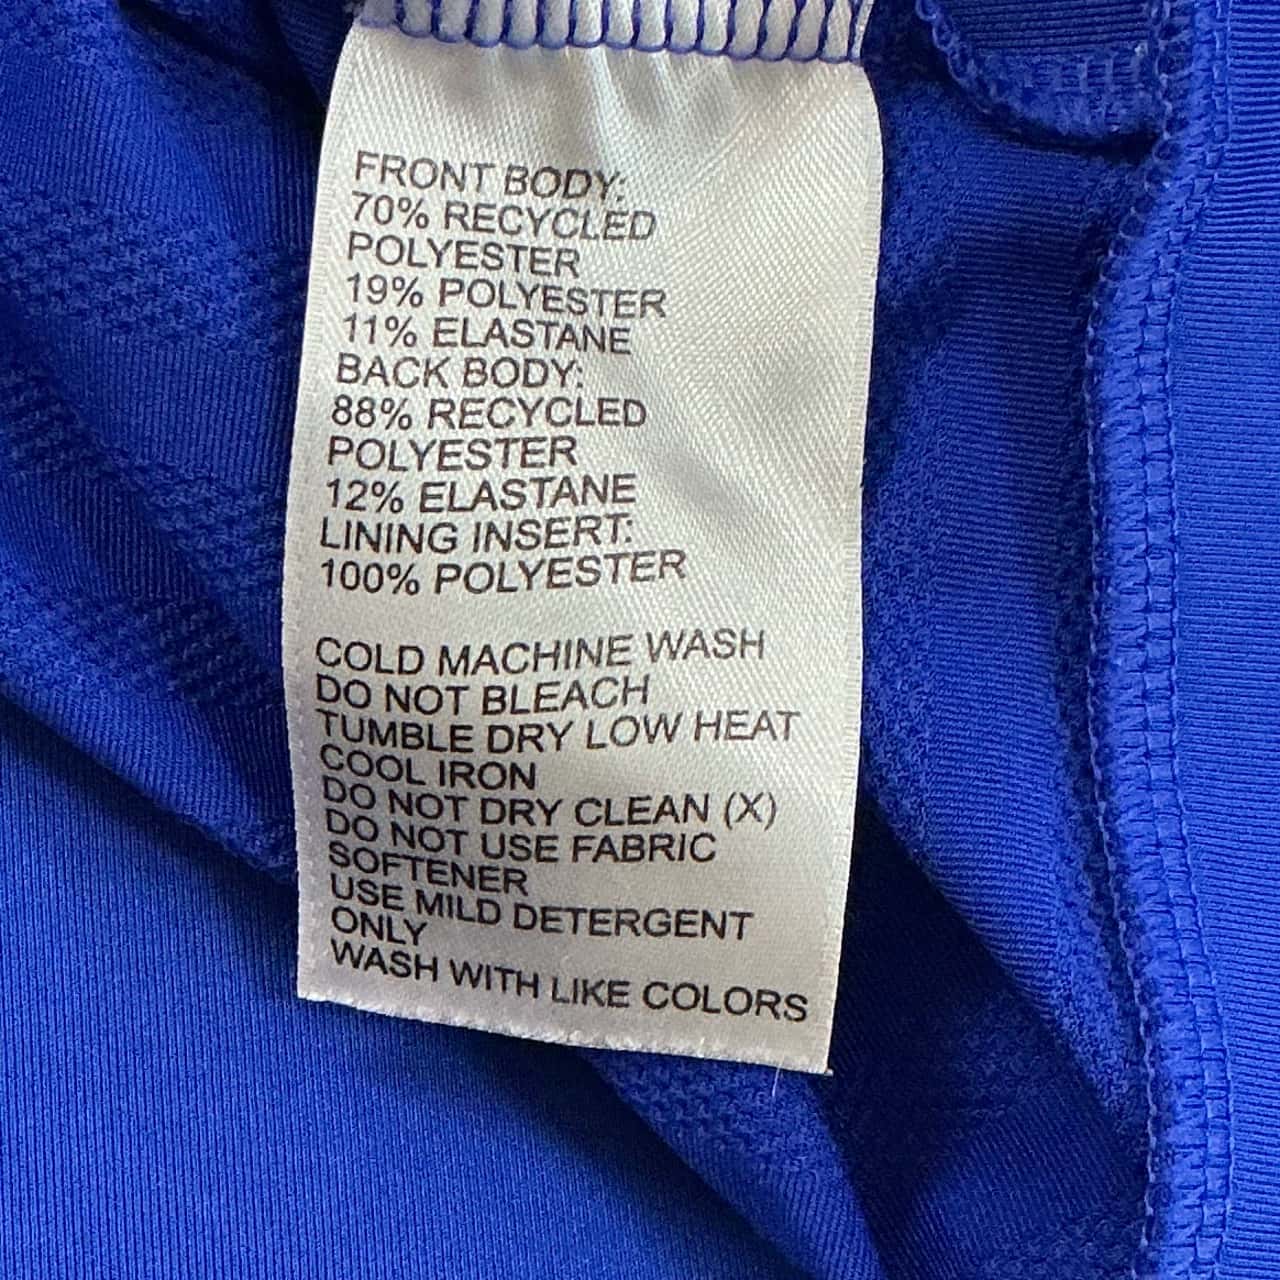 FRONT BODY:
70% RECYCLED
POLYESTER
19% POLYESTER
11% ELASTANE
BACK BODY:
88% RECYCLED
POLYESTER
12% ELASTANE
LINING INSERT:
100% POLYESTER
COLD MACHINE WASH
DO NOT BLEACH
TUMBLE DRY LOW HEAT
COOL IRON
DO NOT DRY CLEAN (X)
DO NOT USE FABRIC
SOFTENER
USE MILD DETERGENT
ONLY
WASH WITH LIKE COLORS